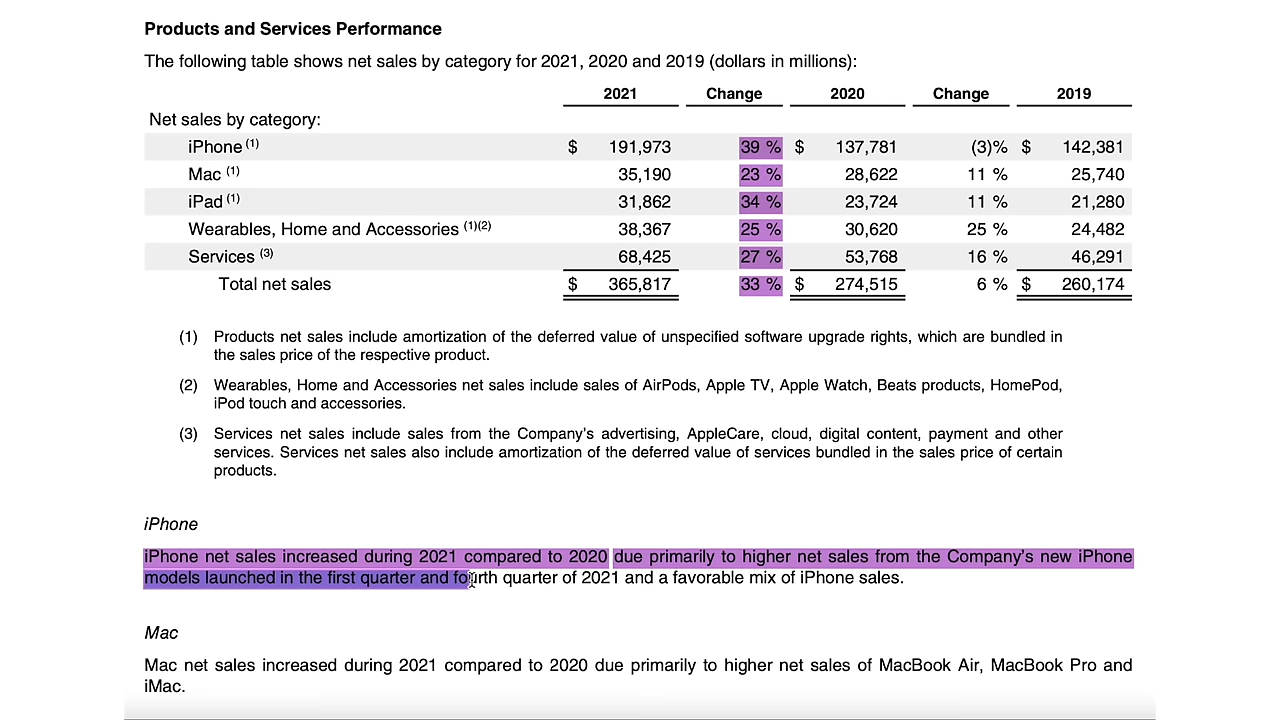 Products and Services Performance
The following table shows net sales by category for 2021, 2020 and 2019 (dollars in millions):
2021 Change 2020 Change 2019
Net sales by category:
iPhone (1) $ 191,973 39 % $ 137,781 (3)% $ 142,381
Mac (1) 35,190 23 % 28,622 11 % 25,740
iPad (1) 31,862 34 % 23,724 11 % 21,280
Wearables, Home and Accessories (1)(2) 38,367 25 % 30,620 25 % 24,482
Services (3) 68,425 27 % 53,768 16 % 46,291
Total net sales $ 365,817 33 % $ 274,515 6 % $ 260,174
(1) Products net sales include amortization of the deferred value of unspecified software upgrade rights, which are bundled in
the sales price of the respective product.
(2) Wearables, Home and Accessories net sales include sales of AirPods, Apple TV, Apple Watch, Beats products, HomePod,
iPod touch and accessories.
(3) Services net sales include sales from the Company's advertising, AppleCare, cloud, digital content, payment and other
services. Services net sales also include amortization of the deferred value of services bundled in the sales price of certain
products.
iPhone
iPhone net sales increased during 2021 compared to 2020 due primarily to higher net sales from the Company's new iPhone
models launched in the first quarter and fourth quarter of 2021 and a favorable mix of iPhone sales.
Mac
Mac net sales increased during 2021 compared to 2020 due primarily to higher net sales of MacBook Air, MacBook Pro and
iMac.